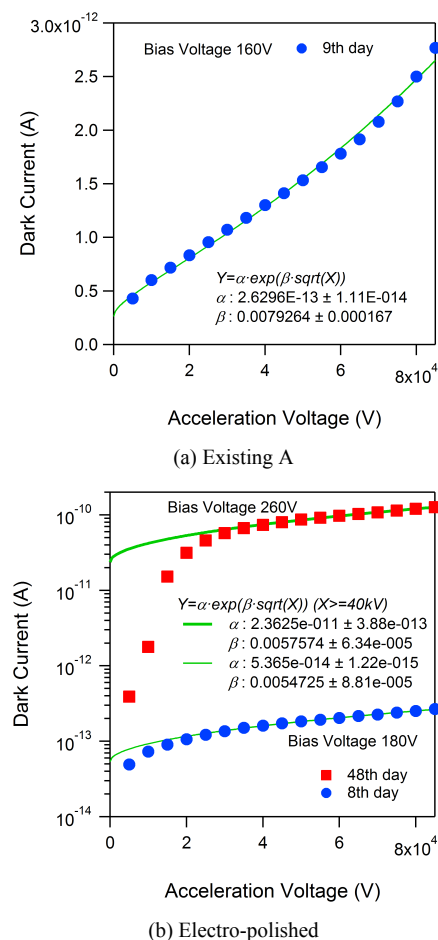 3.0x10⁻¹²
2.5
2.0
1.5
1.0
0.5
0.0
Dark Current (A)
Bias Voltage 160V
9th day
Y=α·exp(β·sqrt(X))
α : 2.6296E-13 ± 1.11E-014
β : 0.0079264 ± 0.000167
0 2 4 6 8x10⁴
Acceleration Voltage (V)
(a) Existing A
10⁻¹⁰
10⁻¹¹
10⁻¹²
10⁻¹³
10⁻¹⁴
Dark Current (A)
Bias Voltage 260V
Y=α·exp(β·sqrt(X)) (X>=40kV)
α : 2.3625e-011 ± 3.88e-013
β : 0.0057574 ± 6.34e-005
α : 5.365e-014 ± 1.22e-015
β : 0.0054725 ± 8.81e-005
Bias Voltage 180V
48th day
8th day
0 2 4 6 8x10⁴
Acceleration Voltage (V)
(b) Electro-polished